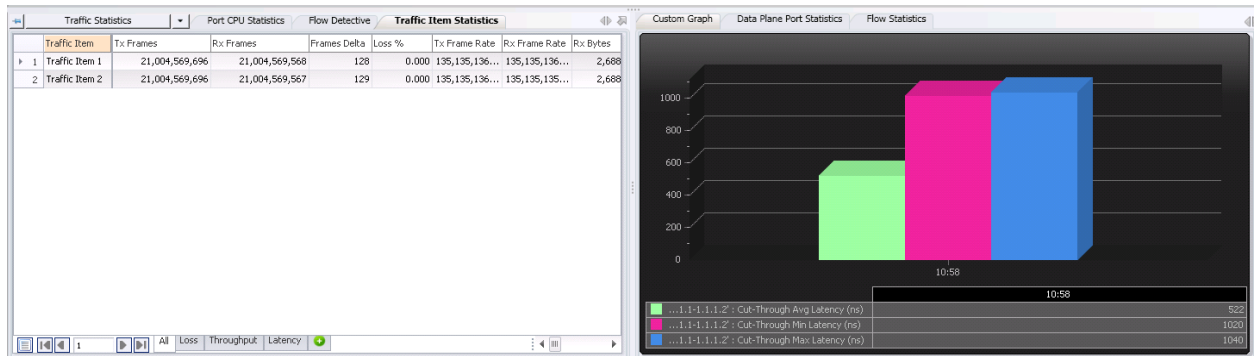 Traffic Statistics Port CPU Statistics Flow Detective Traffic Item Statistics
Traffic Item Tx Frames Rx Frames Frames Delta Loss % Tx Frame Rate Rx Frame Rate Rx Bytes
1 Traffic Item 1 21,004,569,696 21,004,569,568 128 0.000 135,135,136... 135,135,136... 2,688
2 Traffic Item 2 21,004,569,696 21,004,569,567 129 0.000 135,135,136... 135,135,135... 2,688
1 All Loss Throughput Latency
Custom Graph Data Plane Port Statistics Flow Statistics
1000
800
600
400
200
0
10:58
10:58
...1.1-1.1.1.2' : Cut-Through Avg Latency (ns) 522
...1.1-1.1.1.2' : Cut-Through Min Latency (ns) 1020
...1.1-1.1.1.2' : Cut-Through Max Latency (ns) 1040